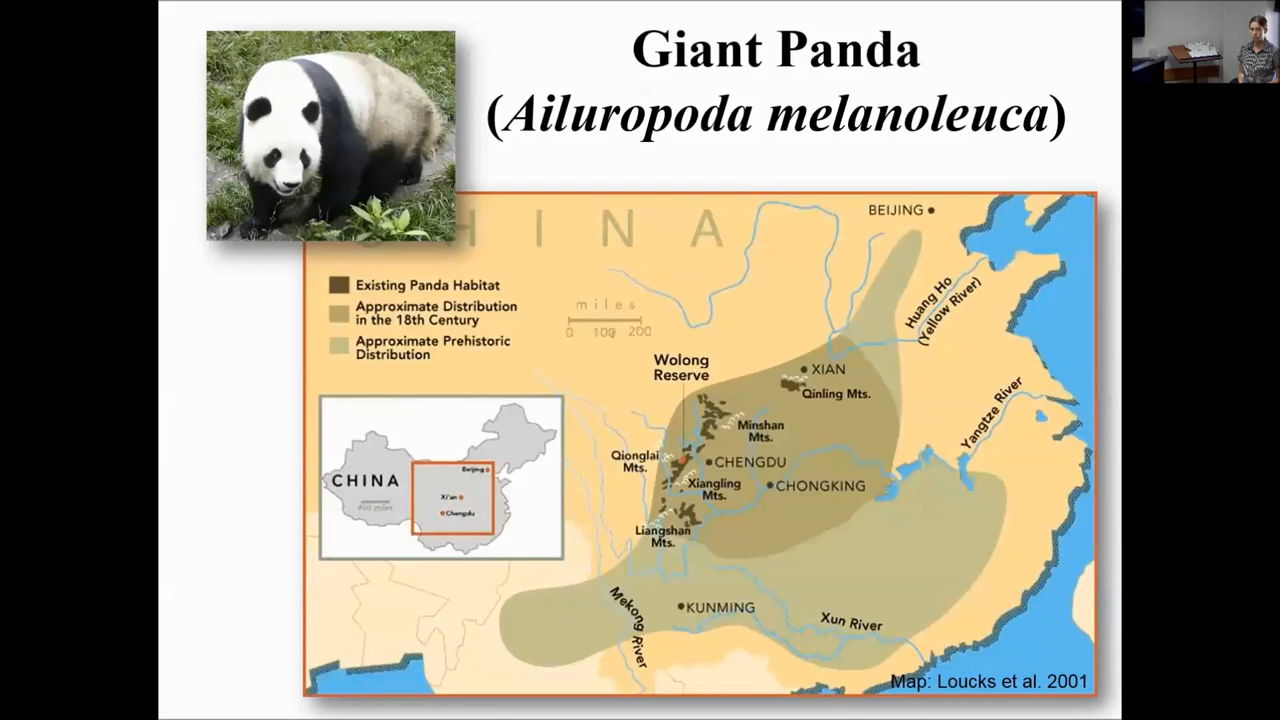 Giant Panda
(Ailuropoda melanoleuca)
HINA
BEIJING
Existing Panda Habitat
Approximate Distribution
in the 18th Century
Approximate Prehistoric
Distribution
miles
0 100 200
Huang Ho
(Yellow River)
Wolong
Reserve
XIAN
Qinling Mts.
Yangtze River
Minshan
Mts.
Qionglai
Mts.
CHENGDU
Xiangling
Mts.
CHONGKING
Liangshan
Mts.
CHINA
400 miles
Beijing
Xi'an
Chengdu
Mekong
River
KUNMING
Xun River
Map: Loucks et al. 2001